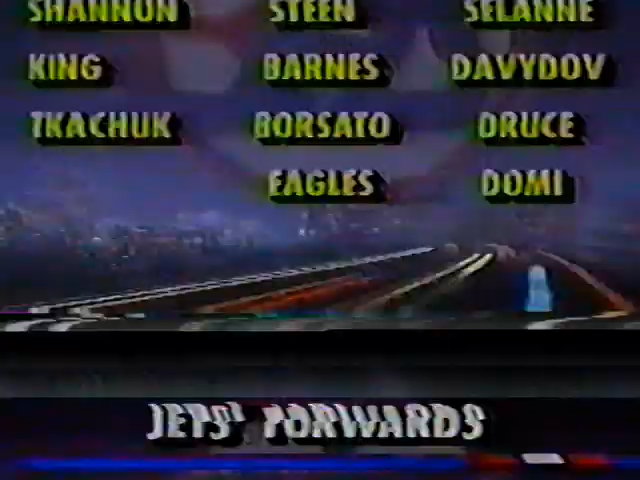 SHANNON STEEN SELANNE
KING BARNES DAVYDOV
TKACHUK BORSATO DRUCE
EAGLES DOMI
JETS' FORWARDS